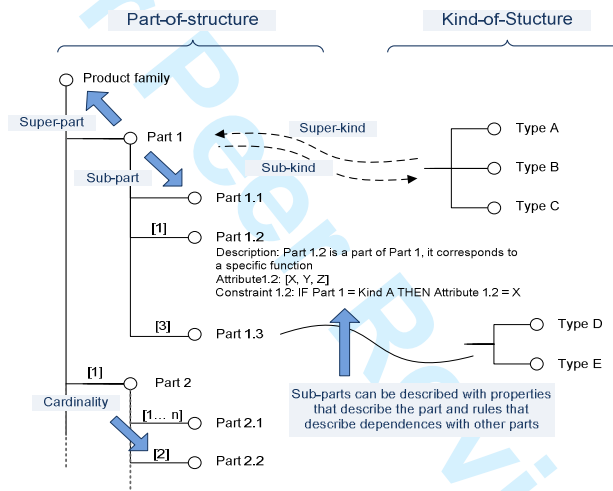 Part-of-structure
Kind-of-Stucture
Product family
Super-part
Part 1
Super-kind
Type A
Sub-part
Sub-kind
Type B
Part 1.1
Type C
[1]
Part 1.2
Description: Part 1.2 is a part of Part 1, it corresponds to
a specific function
Attribute1.2: [X, Y, Z]
Constraint 1.2: IF Part 1 = Kind A THEN Attribute 1.2 = X
[3]
Part 1.3
Type D
Type E
[1]
Part 2
Cardinality
[1... n]
Part 2.1
[2]
Part 2.2
Sub-parts can be described with properties
that describe the part and rules that
describe dependences with other parts